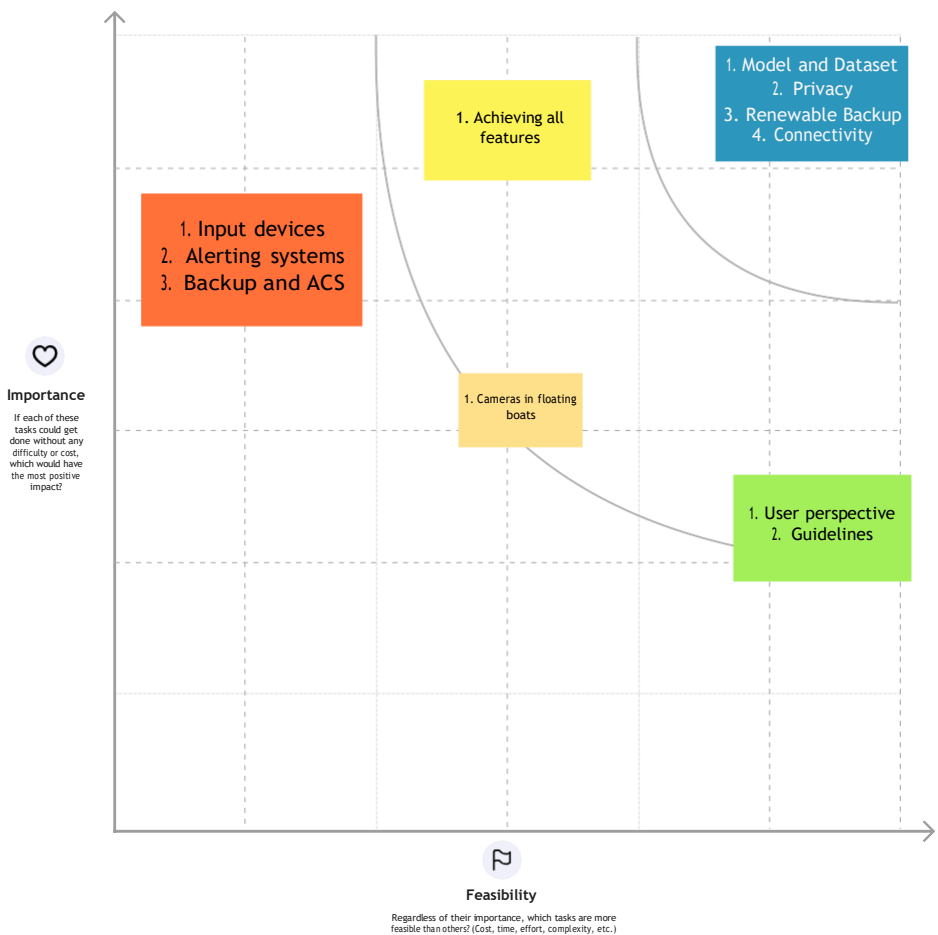 1. Model and Dataset
2. Privacy
3. Renewable Backup
4. Connectivity
1. Achieving all
features
1. Input devices
2. Alerting systems
3. Backup and ACS
1. Cameras in floating
boats
Importance
If each of these
tasks could get
done without any
difficulty or cost,
which would have
the most positive
impact?
1. User perspective
2. Guidelines
Feasibility
Regardless of their importance, which tasks are more
feasible than others? (Cost, time, effort, complexity, etc.)